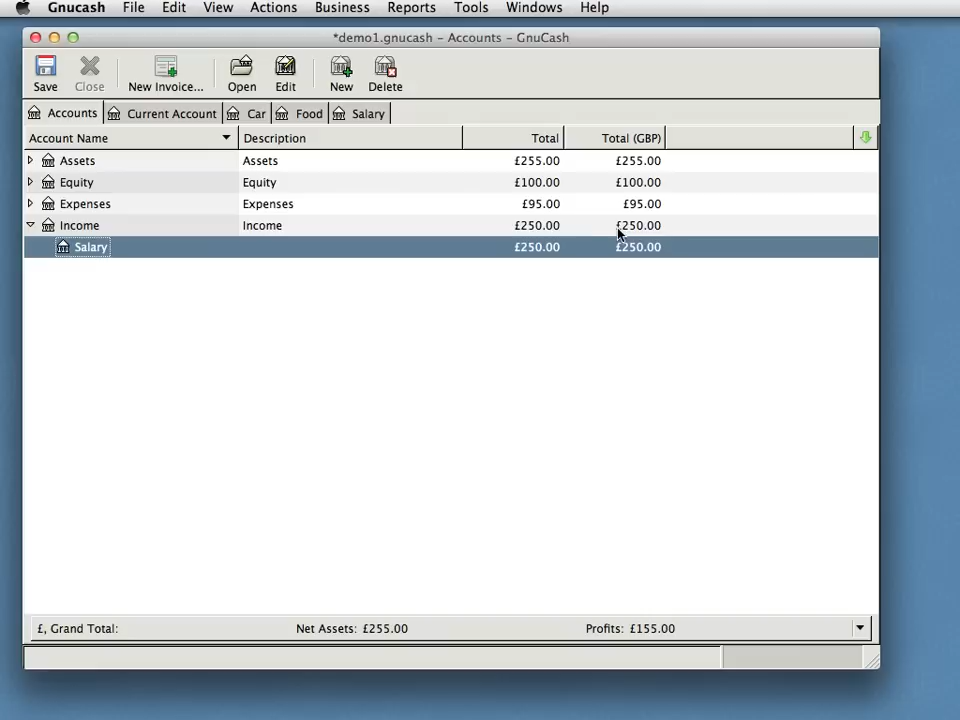 Gnucash File Edit View Actions Business Reports Tools Windows Help
*demo1.gnucash – Accounts – GnuCash
Save Close New Invoice... Open Edit New Delete
Accounts Current Account Car Food Salary
Account Name Description Total Total (GBP)
Assets Assets £255.00 £255.00
Equity Equity £100.00 £100.00
Expenses Expenses £95.00 £95.00
Income Income £250.00 £250.00
Salary £250.00 £250.00
£, Grand Total: Net Assets: £255.00 Profits: £155.00